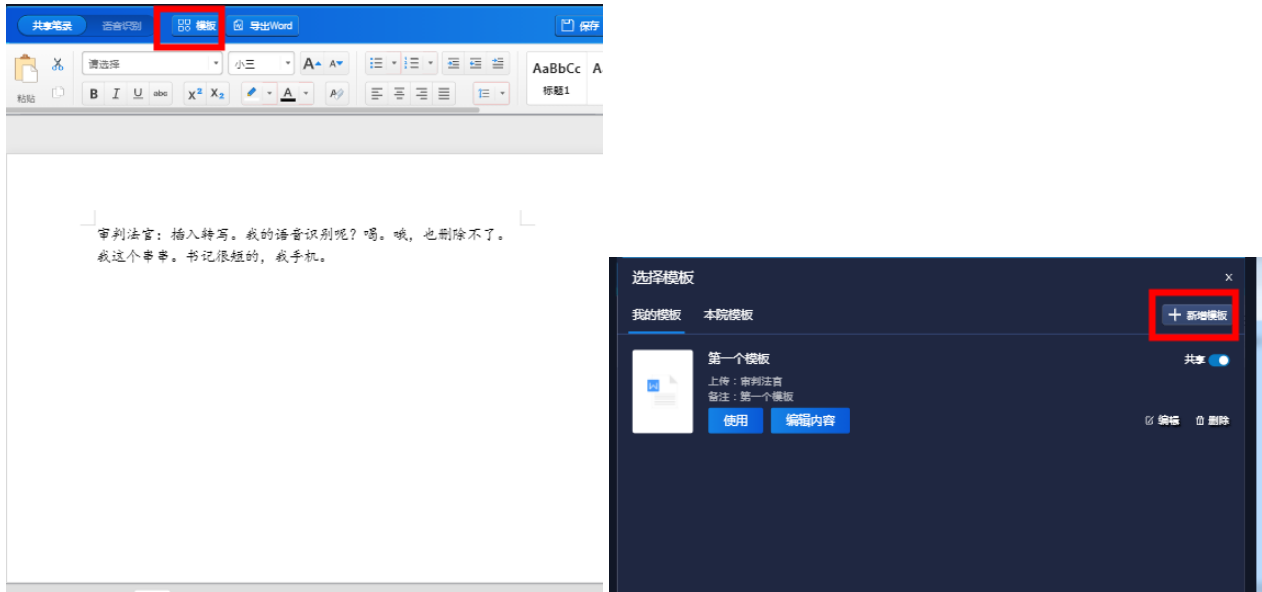 共享笔录 语音识别 模板 导出Word 保存
请选择 小三 A A AaBbCc A
粘贴 B I U abc X² X₂ A 标题1
审判法官：插入转写。我的语音识别呢？喝。哦，也删除不了。
我这个串串。书记很短的，我手机。
选择模板 x
我的模板 本院模板 新增模板
第一个模板 共享
上传：审判法官
备注：第一个模板
使用 编辑内容 编辑 删除